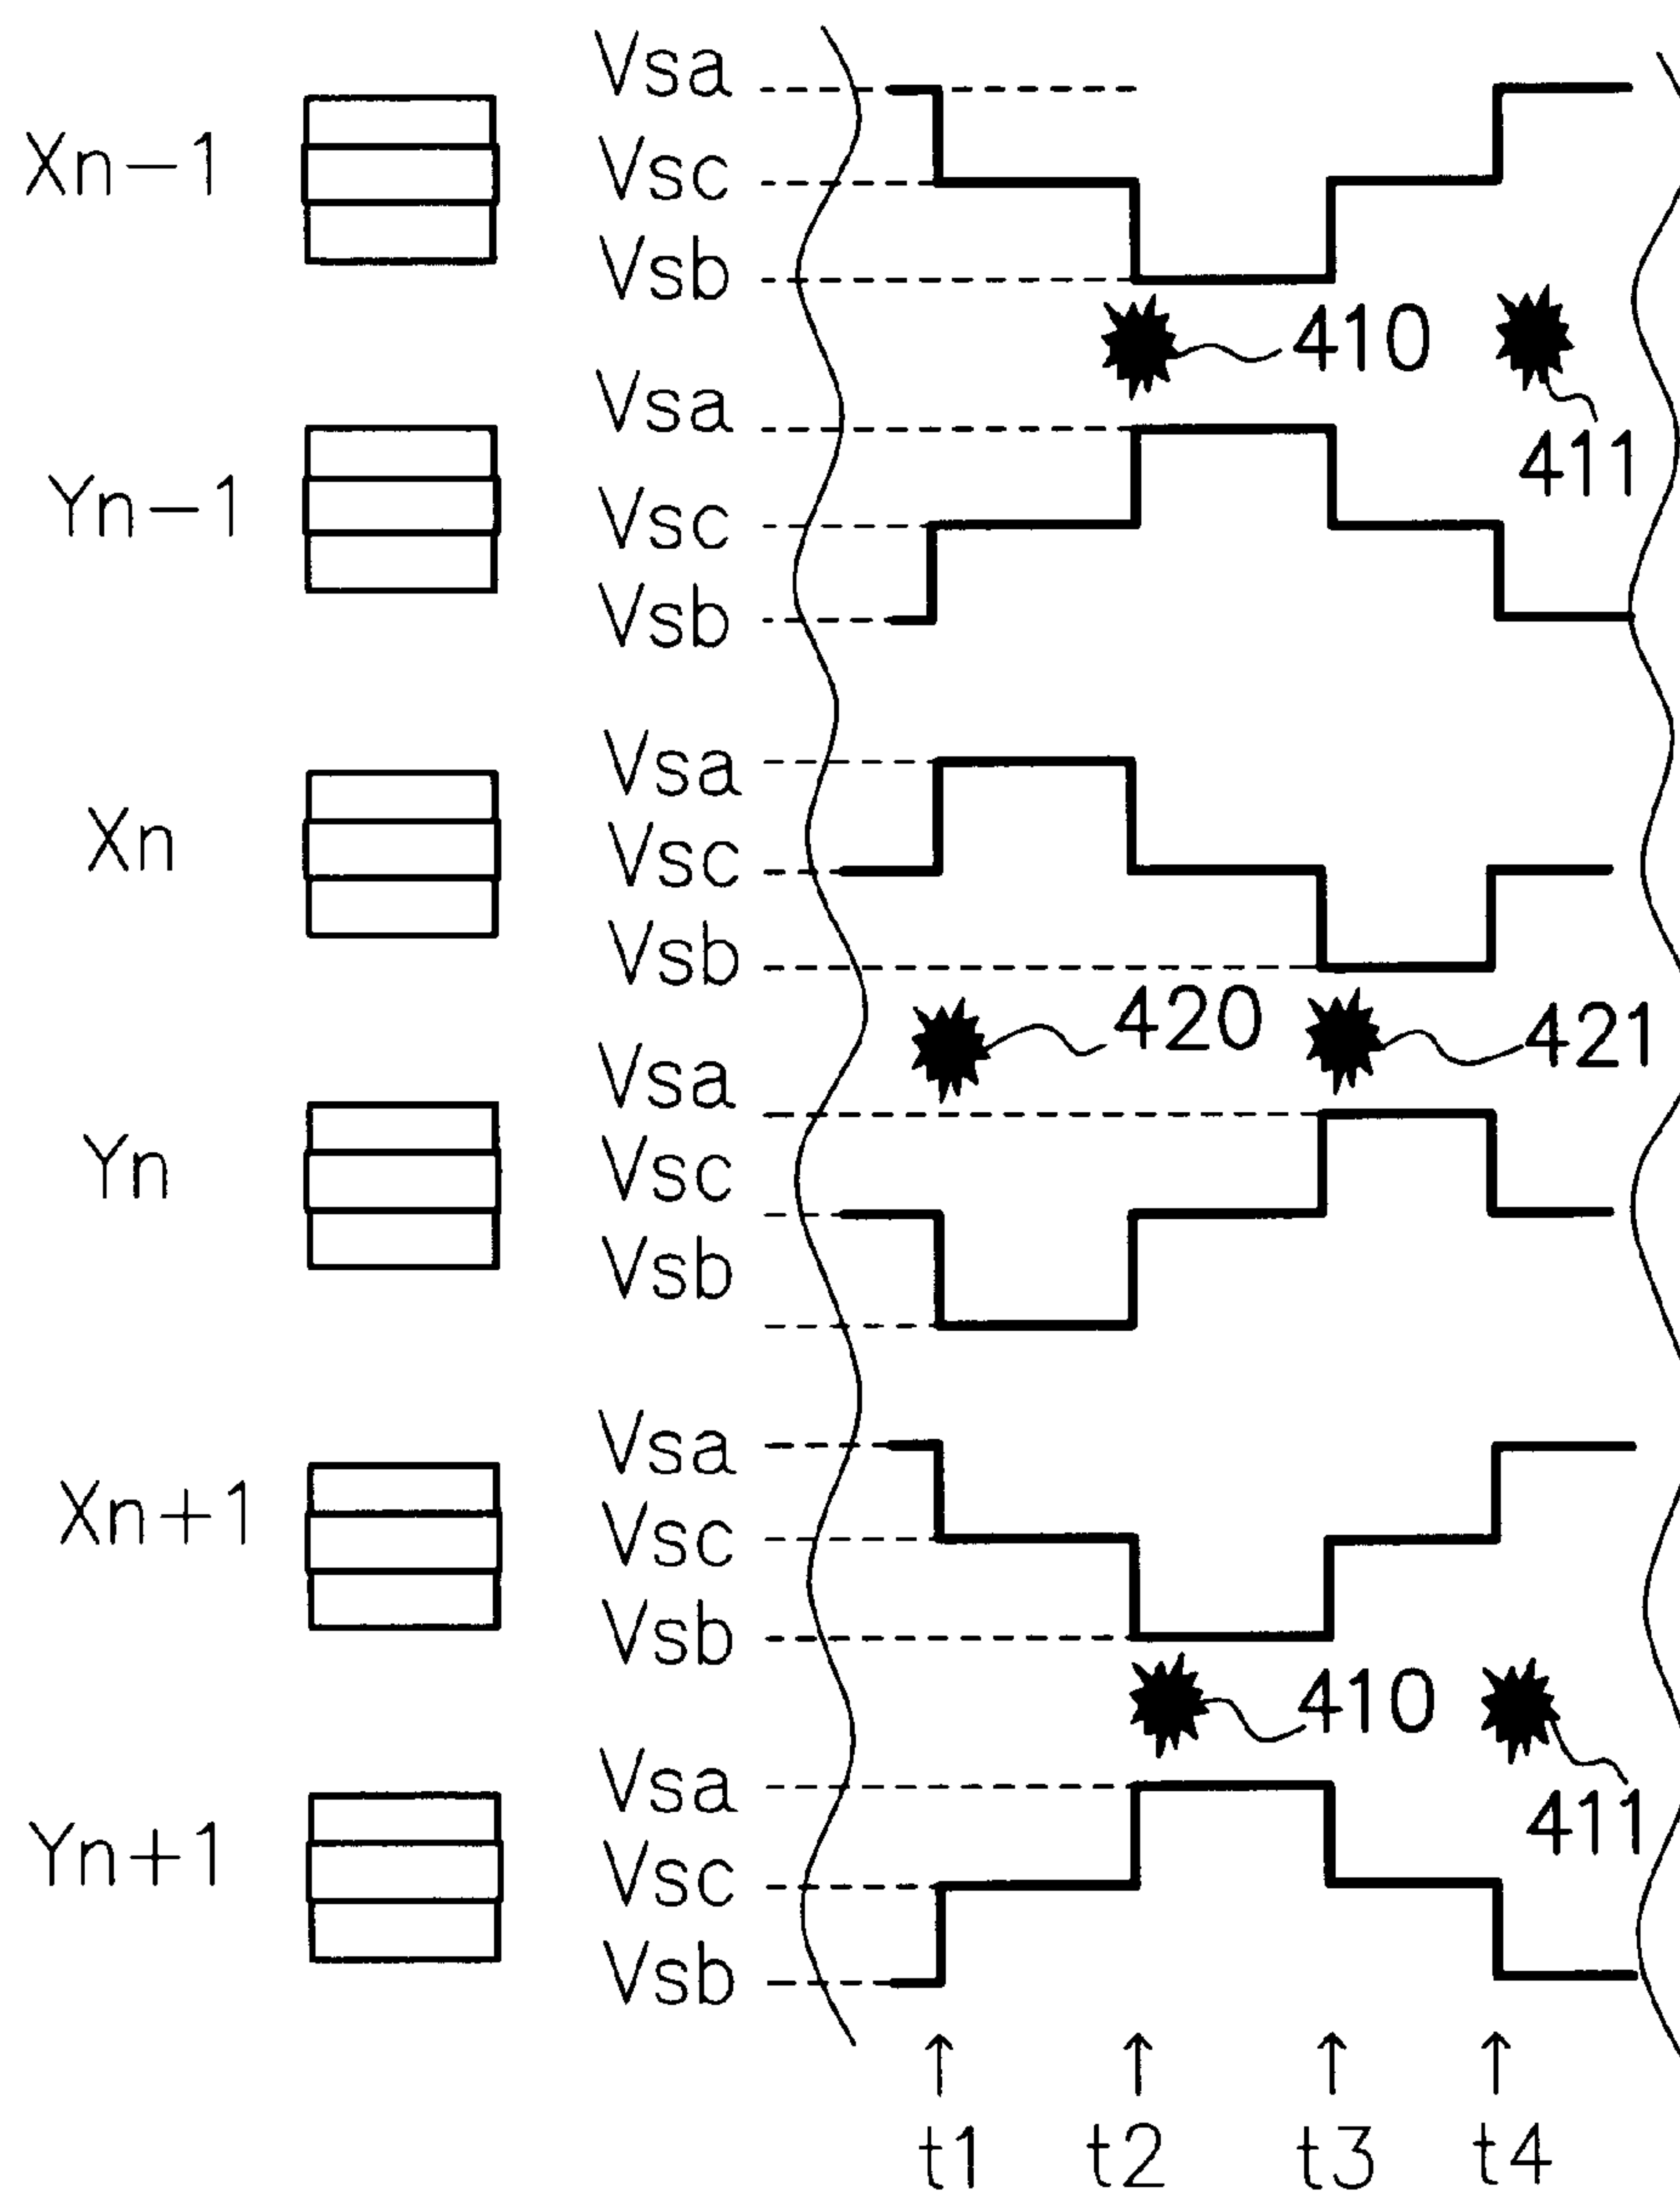 Vsa
Xn-1
Vsc
Vsb
410
411
Vsa
Yn-1
Vsc
Vsb
Vsa
Xn
Vsc
Vsb
420
421
Vsa
Yn
Vsc
Vsb
Vsa
Xn+1
Vsc
Vsb
410
411
Vsa
Yn+1
Vsc
Vsb
t1 t2 t3 t4